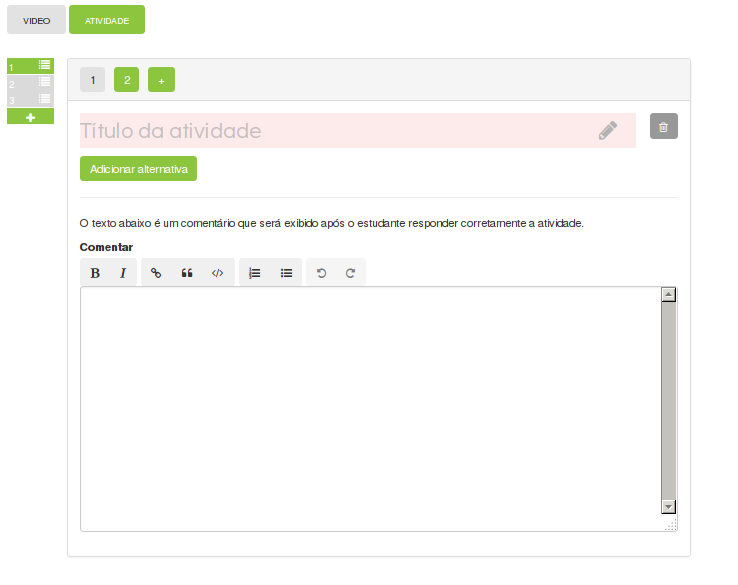 VIDEO ATIVIDADE
1
2
3
1 2 +
Título da atividade
Adicionar alternativa
O texto abaixo é um comentário que será exibido após o estudante responder corretamente a atividade.
Comentar
B I